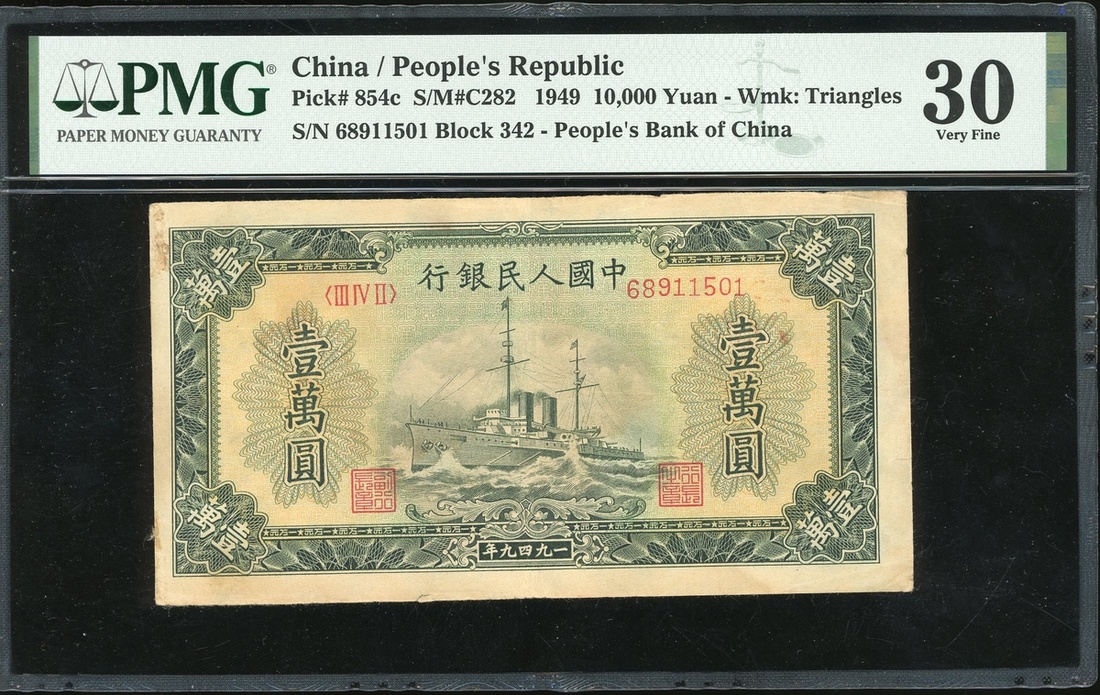 PMG®
PAPER MONEY GUARANTY
China / People's Republic
Pick# 854c S/M#C282 1949 10,000 Yuan - Wmk: Triangles
S/N 68911501 Block 342 - People's Bank of China
30
Very Fine
壹萬
壹萬
行銀民人國中
〈III IV II〉
68911501
壹萬圓
壹萬圓
壹萬
壹萬
年九四九一